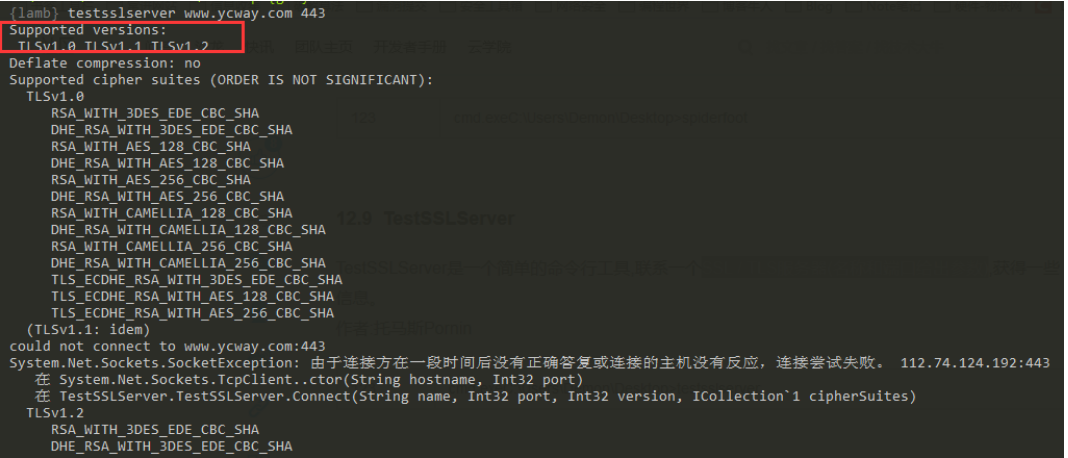 {lamb} testsslserver www.ycway.com 443
Supported versions:
TLSv1.0 TLSv1.1 TLSv1.2
Deflate compression: no
Supported cipher suites (ORDER IS NOT SIGNIFICANT):
TLSv1.0
RSA_WITH_3DES_EDE_CBC_SHA
DHE_RSA_WITH_3DES_EDE_CBC_SHA
RSA_WITH_AES_128_CBC_SHA
DHE_RSA_WITH_AES_128_CBC_SHA
RSA_WITH_AES_256_CBC_SHA
DHE_RSA_WITH_AES_256_CBC_SHA
RSA_WITH_CAMELLIA_128_CBC_SHA
DHE_RSA_WITH_CAMELLIA_128_CBC_SHA
RSA_WITH_CAMELLIA_256_CBC_SHA
DHE_RSA_WITH_CAMELLIA_256_CBC_SHA
TLS_ECDHE_RSA_WITH_3DES_EDE_CBC_SHA
TLS_ECDHE_RSA_WITH_AES_128_CBC_SHA
TLS_ECDHE_RSA_WITH_AES_256_CBC_SHA
(TLSv1.1: idem)
could not connect to www.ycway.com:443
System.Net.Sockets.SocketException: 由于连接方在一段时间后没有正确答复或连接的主机没有反应，连接尝试失败。 112.74.124.192:443
在 System.Net.Sockets.TcpClient..ctor(String hostname, Int32 port)
在 TestSSLServer.TestSSLServer.Connect(String name, Int32 port, Int32 version, ICollection`1 cipherSuites)
TLSv1.2
RSA_WITH_3DES_EDE_CBC_SHA
DHE_RSA_WITH_3DES_EDE_CBC_SHA
12.9 TestSSLServer